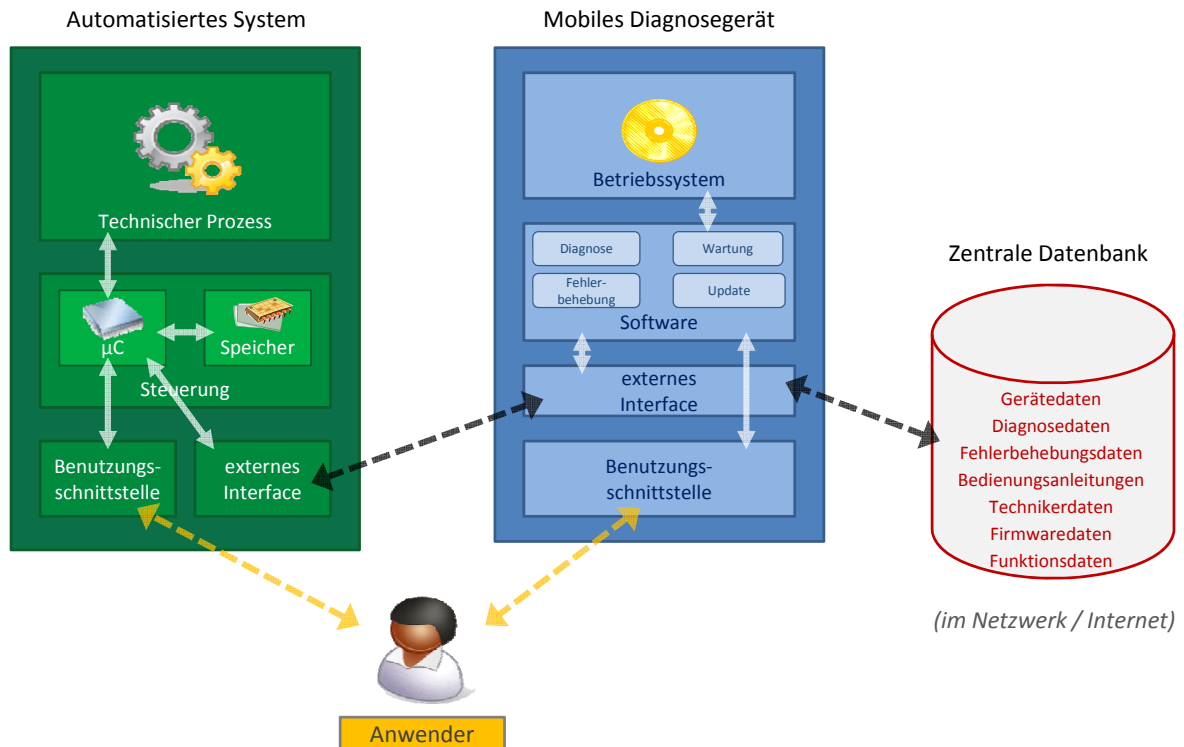 Automatisiertes System
Technischer Prozess
µC
Speicher
Steuerung
Benutzungs-
schnittstelle
externes
Interface
Mobiles Diagnosegerät
Betriebssystem
Diagnose
Wartung
Fehler-
behebung
Update
Software
externes
Interface
Benutzungs-
schnittstelle
Zentrale Datenbank
Gerätedaten
Diagnosedaten
Fehlerbehebungsdaten
Bedienungsanleitungen
Technikerdaten
Firmwaredaten
Funktionsdaten
(im Netzwerk / Internet)
Anwender